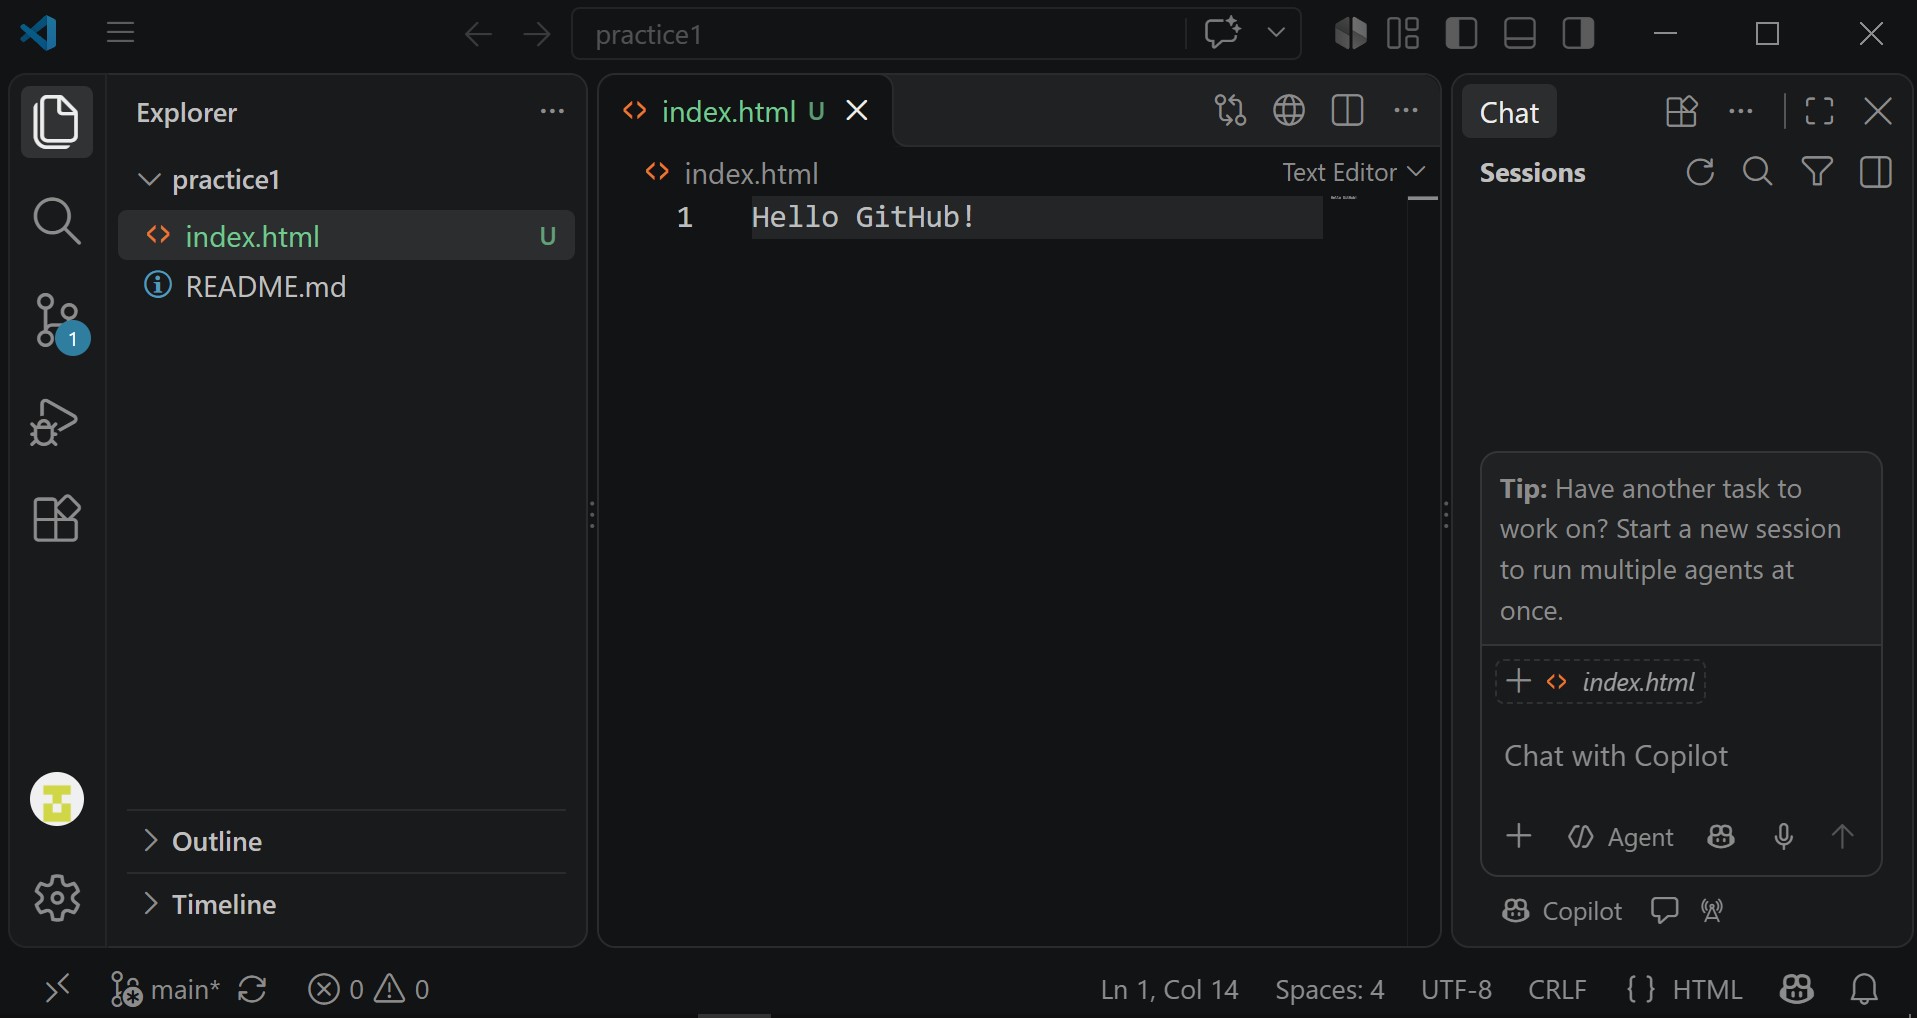 practice1
Explorer
practice1
index.html U
README.md
1
Outline
Timeline
index.html U
index.html
Text Editor
1 Hello GitHub!
Chat
Sessions
Tip: Have another task to
work on? Start a new session
to run multiple agents at
once.
index.html
Chat with Copilot
Agent
Copilot
main*
0 0
Ln 1, Col 14
Spaces: 4
UTF-8
CRLF
{ } HTML